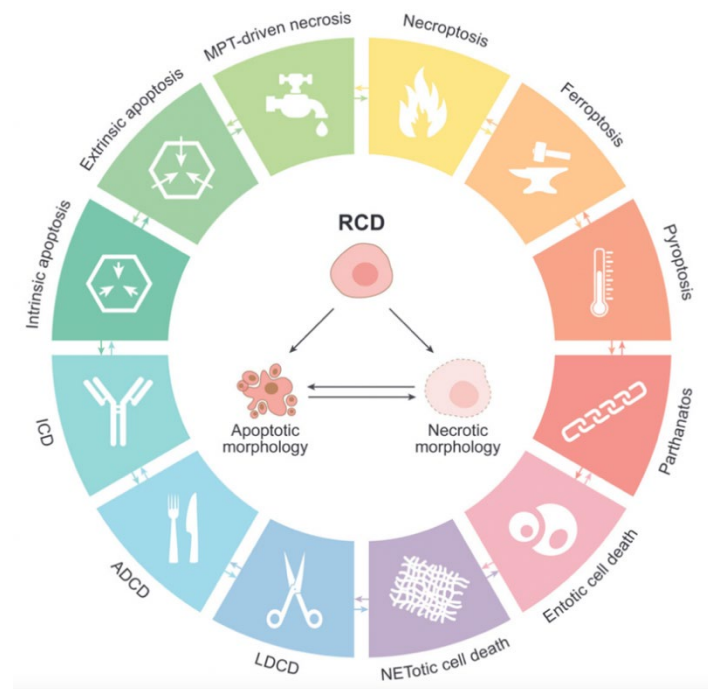 MPT-driven necrosis
Necroptosis
Ferroptosis
Pyroptosis
Parthanatos
Entotic cell death
NETotic cell death
LDCD
ADCD
ICD
Intrinsic apoptosis
Extrinsic apoptosis
RCD
Apoptotic
morphology
Necrotic
morphology